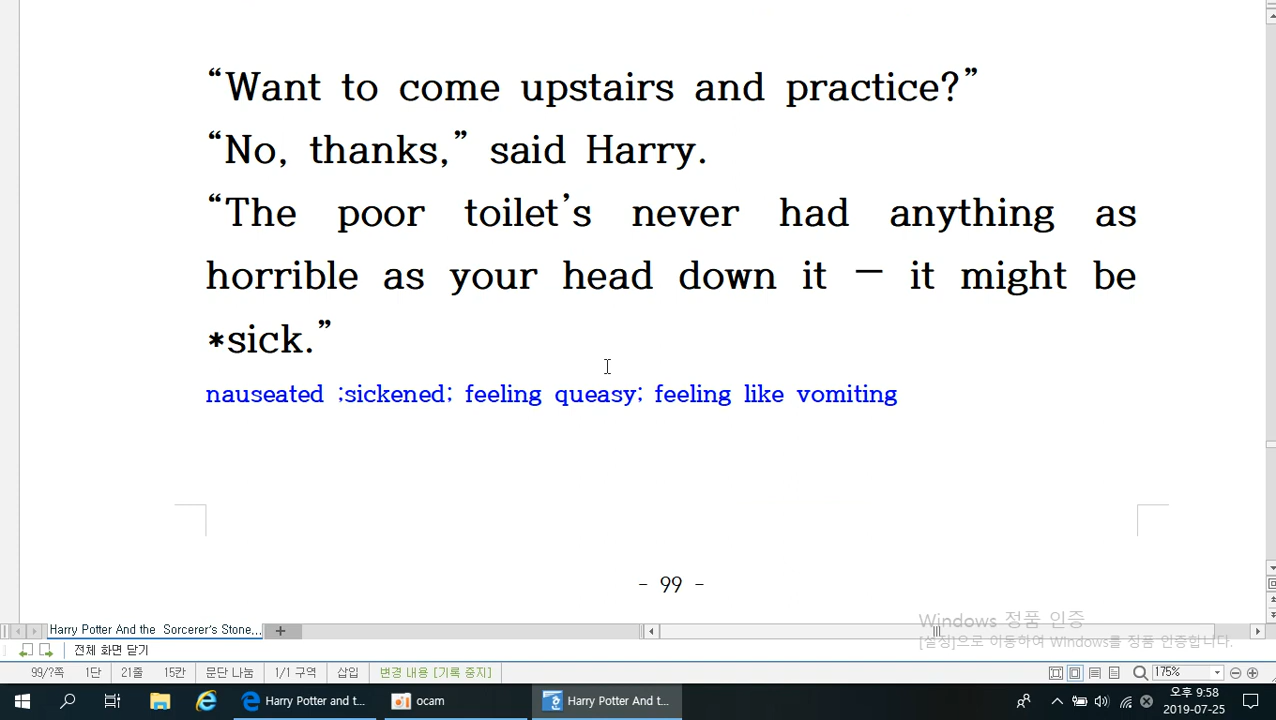 “Want to come upstairs and practice?”
“No, thanks,” said Harry.
“The poor toilet’s never had anything as
horrible as your head down it — it might be
*sick.”
nauseated ;sickened; feeling queasy; feeling like vomiting
- 99 -
Windows 정품 인증
[설정]으로 이동하여 Windows를 정품 인증합니다.
Harry Potter And the Sorcerer's Stone,...
전체 화면 닫기
99/?쪽 1단 21줄 15칸 문단 나눔 1/1 구역 삽입 변경 내용 [기록 중지] 175%
Harry Potter and t... ocam Harry Potter And t... 오후 9:58
2019-07-25